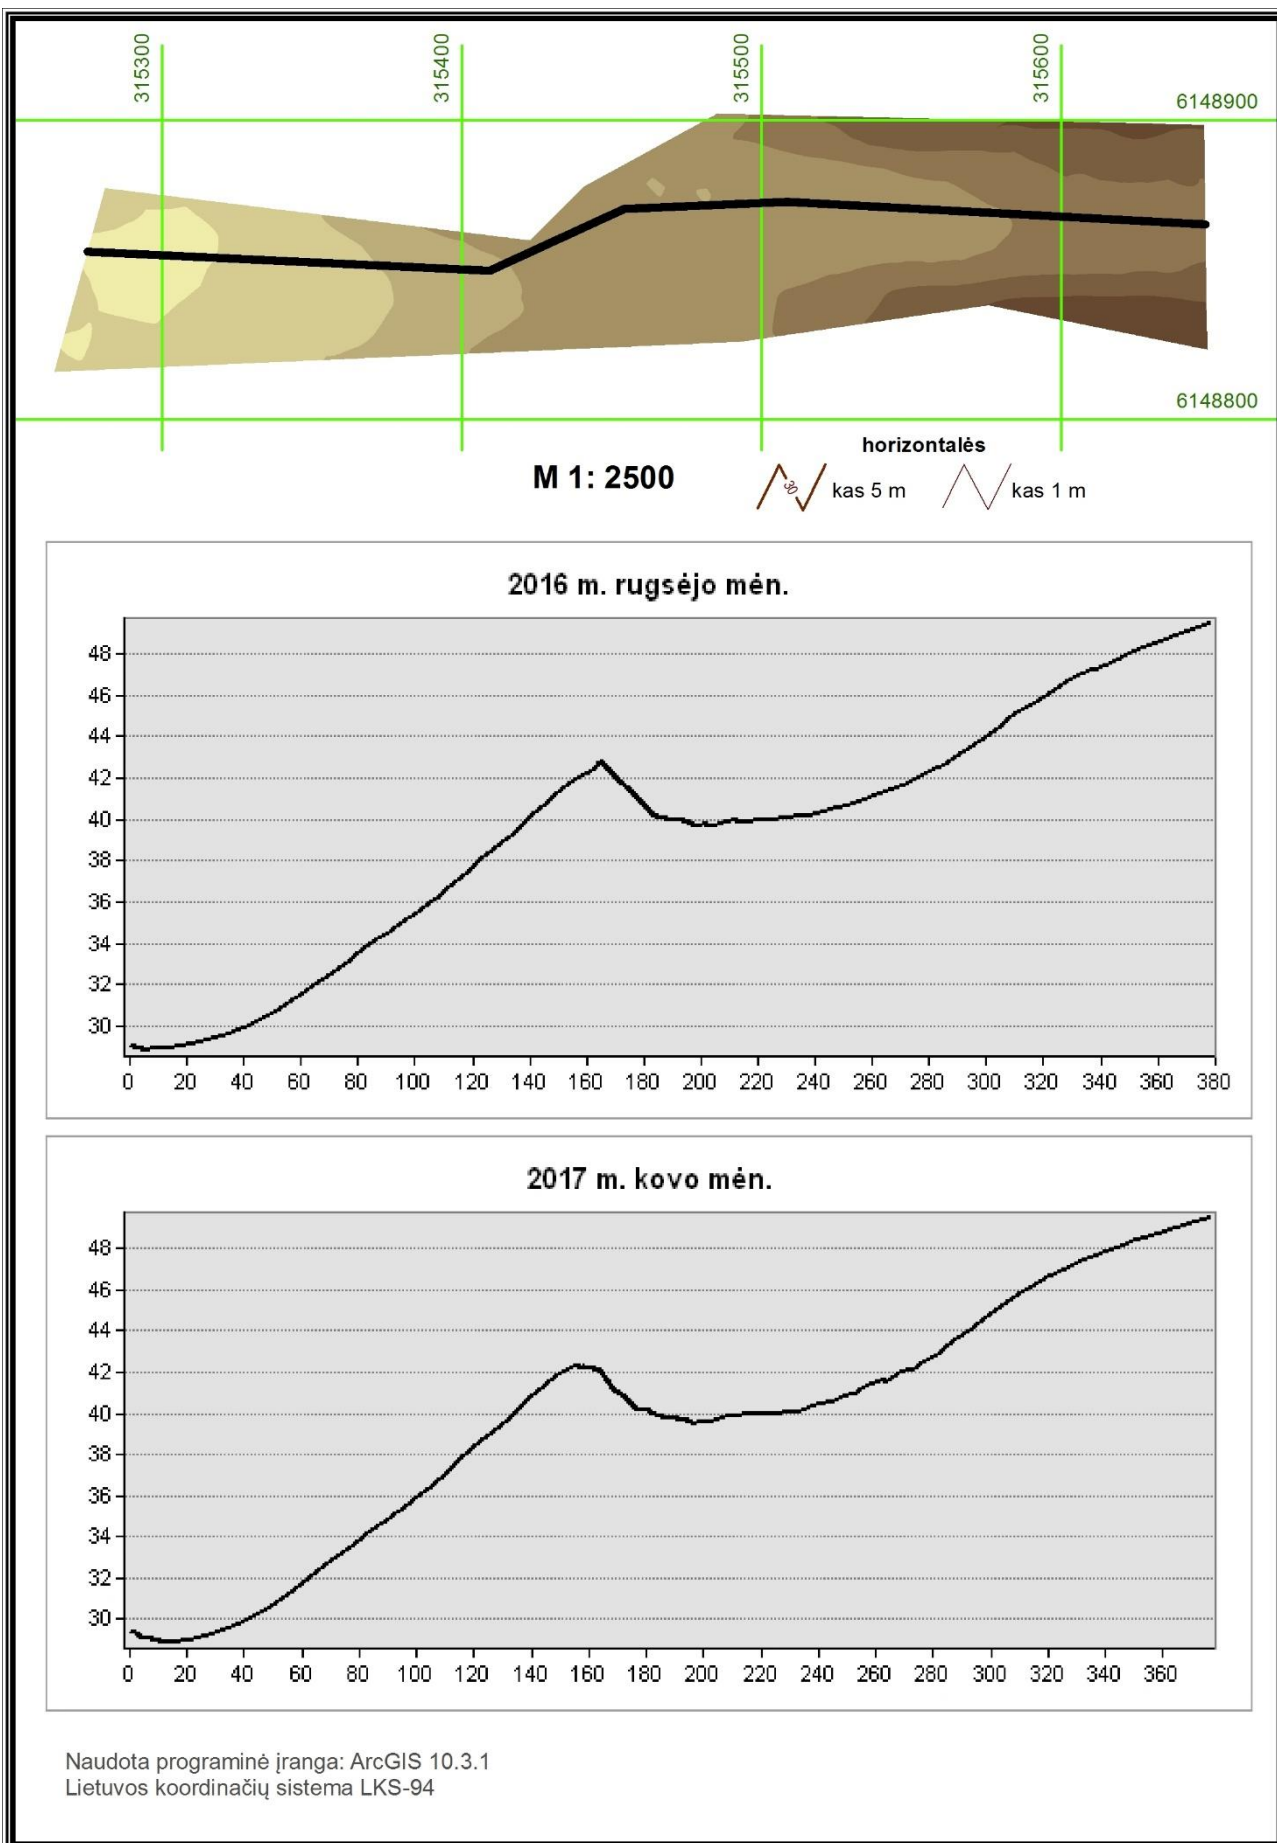 315300
315400
315500
315600
6148900
6148800
M 1: 2500
horizontalės
30
kas 5 m
kas 1 m
2016 m. rugsėjo mėn.
48
46
44
42
40
38
36
34
32
30
0 20 40 60 80 100 120 140 160 180 200 220 240 260 280 300 320 340 360 380
2017 m. kovo mėn.
48
46
44
42
40
38
36
34
32
30
0 20 40 60 80 100 120 140 160 180 200 220 240 260 280 300 320 340 360
Naudota programinė įranga: ArcGIS 10.3.1
Lietuvos koordinačių sistema LKS-94